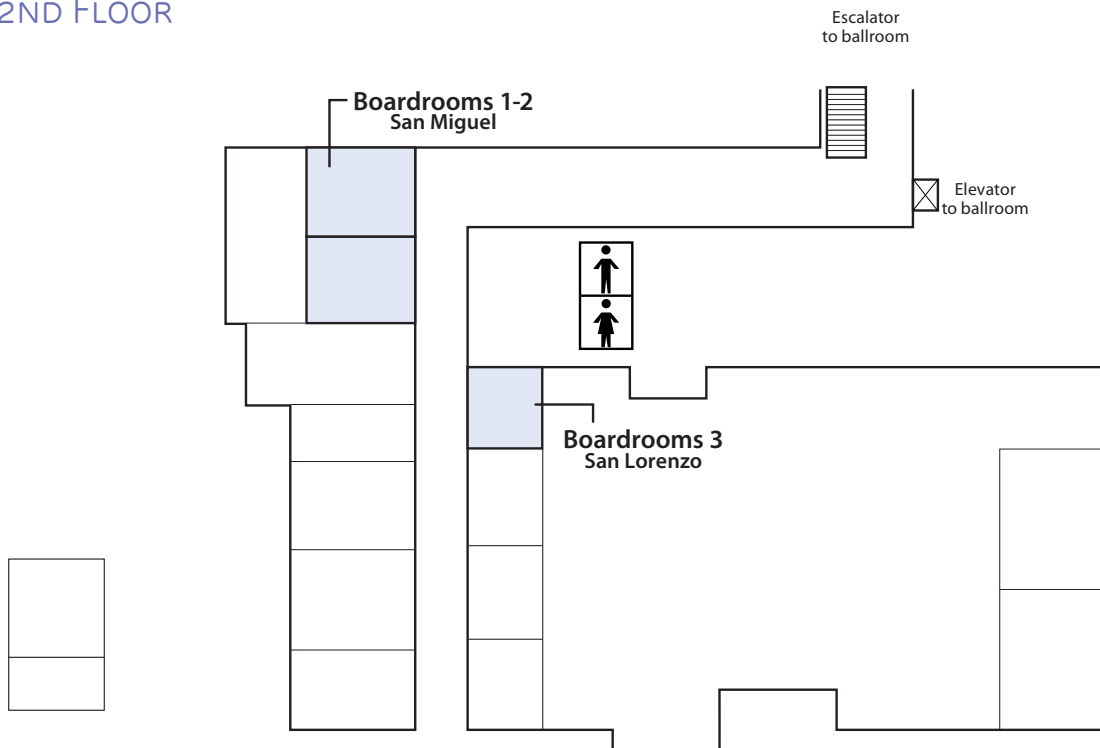 2ND FLOOR
Escalator
to ballroom
Boardrooms 1-2
San Miguel
Elevator
to ballroom
Boardrooms 3
San Lorenzo